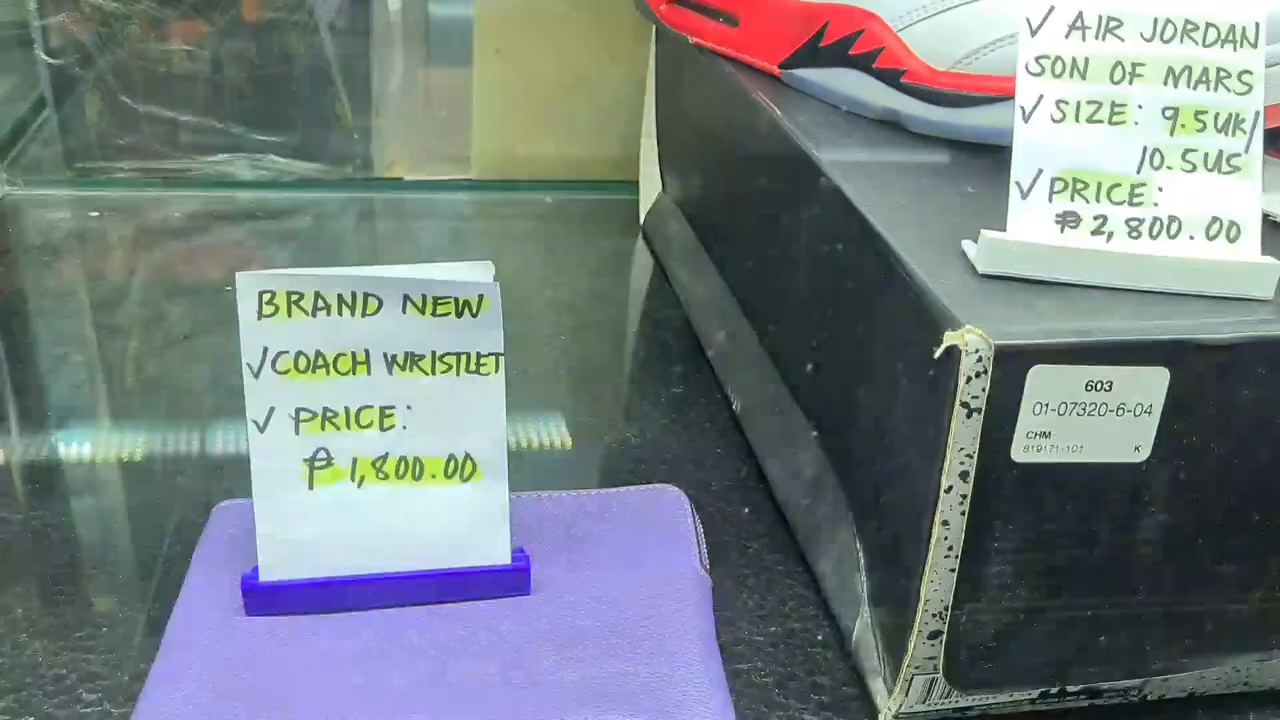 BRAND NEW
✓ COACH WRISTLET
✓ PRICE:
₱ 1,800.00
✓ AIR JORDAN
SON OF MARS
✓ SIZE: 9.5UK/
10.5US
✓ PRICE:
₱2,800.00
603
01-07320-6-04
CHM-
819171-101 K